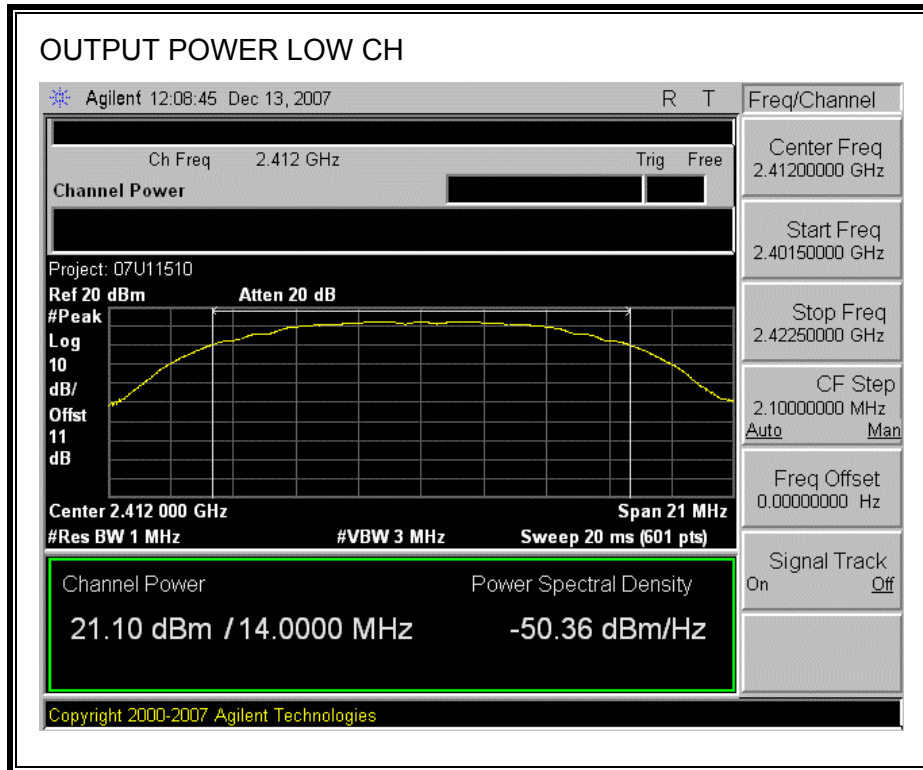 OUTPUT POWER LOW CH
Agilent 12:08:45 Dec 13, 2007 R T
Freq/Channel
Ch Freq 2.412 GHz Trig Free
Channel Power
Center Freq
2.41200000 GHz
Start Freq
2.40150000 GHz
Stop Freq
2.42250000 GHz
CF Step
2.10000000 MHz
Auto Man
Freq Offset
0.00000000 Hz
Signal Track
On Off
Project: 07U11510
Ref 20 dBm Atten 20 dB
#Peak
Log
10
dB/
Offst
11
dB
Center 2.412 000 GHz Span 21 MHz
#Res BW 1 MHz #VBW 3 MHz Sweep 20 ms (601 pts)
Channel Power Power Spectral Density
21.10 dBm / 14.0000 MHz -50.36 dBm/Hz
Copyright 2000-2007 Agilent Technologies